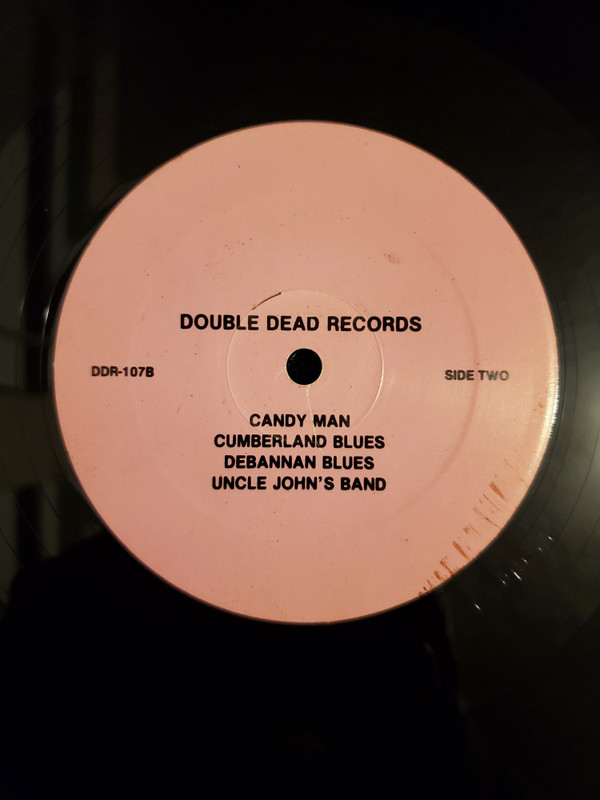 DOUBLE DEAD RECORDS
DDR-107B
SIDE TWO
CANDY MAN
CUMBERLAND BLUES
DEBANNAN BLUES
UNCLE JOHN'S BAND